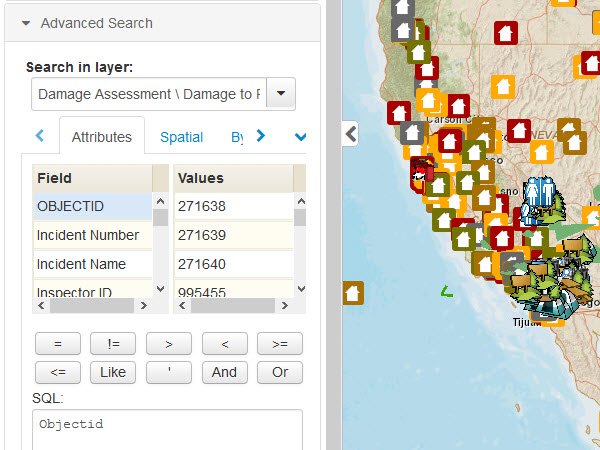 Advanced Search
Search in layer:
Damage Assessment \ Damage to P
Attributes Spatial By
Field Values
OBJECTID 271638
Incident Number 271639
Incident Name 271640
Inspector ID 995455
= != > < >=
<= Like ' And Or
SQL:
Objectid
Carson City
NEVA
Tijua